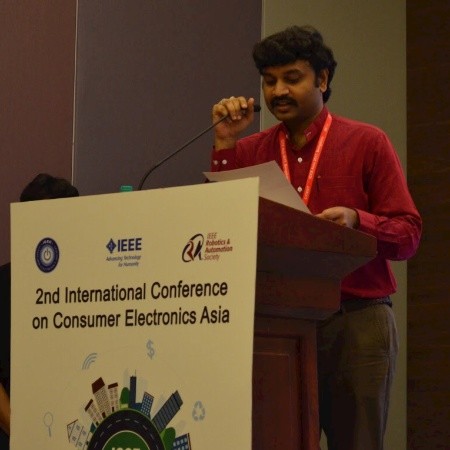 IEEE
Advancing Technology
for Humanity
IEEE
Robotics &
Automation
Society
2nd International Conference
on Consumer Electronics Asia